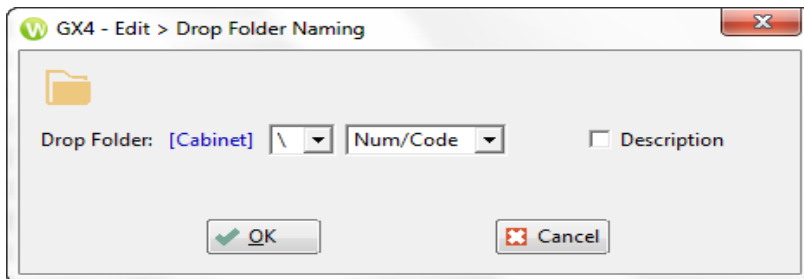 GX4 - Edit > Drop Folder Naming
Drop Folder: [Cabinet] \ Num/Code Description
OK Cancel